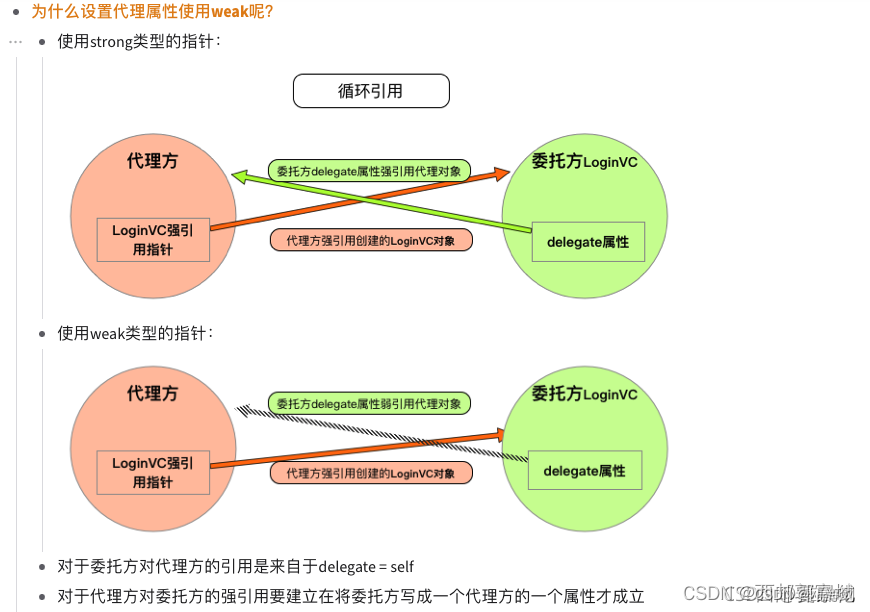 为什么设置代理属性使用weak呢？
使用strong类型的指针：
循环引用
代理方
委托方LoginVC
委托方delegate属性强引用代理对象
LoginVC强引
用指针
delegate属性
代理方强引用创建的LoginVC对象
使用weak类型的指针：
代理方
委托方LoginVC
委托方delegate属性弱引用代理对象
LoginVC强引
用指针
delegate属性
代理方强引用创建的LoginVC对象
对于委托方对代理方的引用是来自于delegate = self
对于代理方对委托方的强引用要建立在将委托方写成一个代理方的一个属性才成立
CSDN